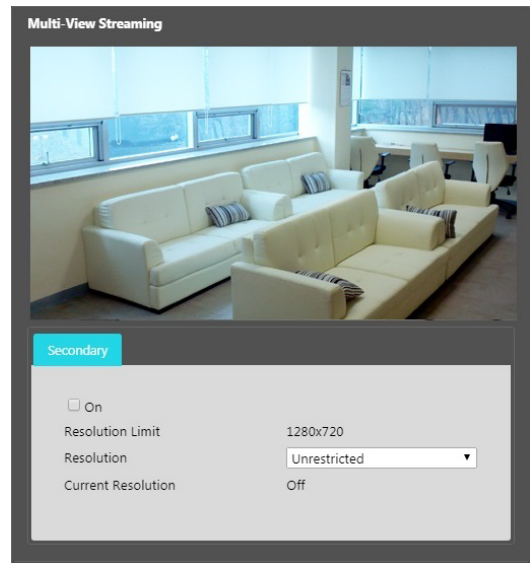 Multi-View Streaming
Secondary
On
Resolution Limit 1280x720
Resolution Unrestricted
Current Resolution Off